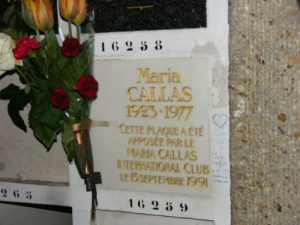 16258
Maria
CALLAS
1923 - 1977
CETTE PLAQUE A ÉTÉ
APPOSÉE PAR LE
MARIA CALLAS
INTERNATIONAL CLUB
LE 15 SEPTEMBRE 1991
265
16259